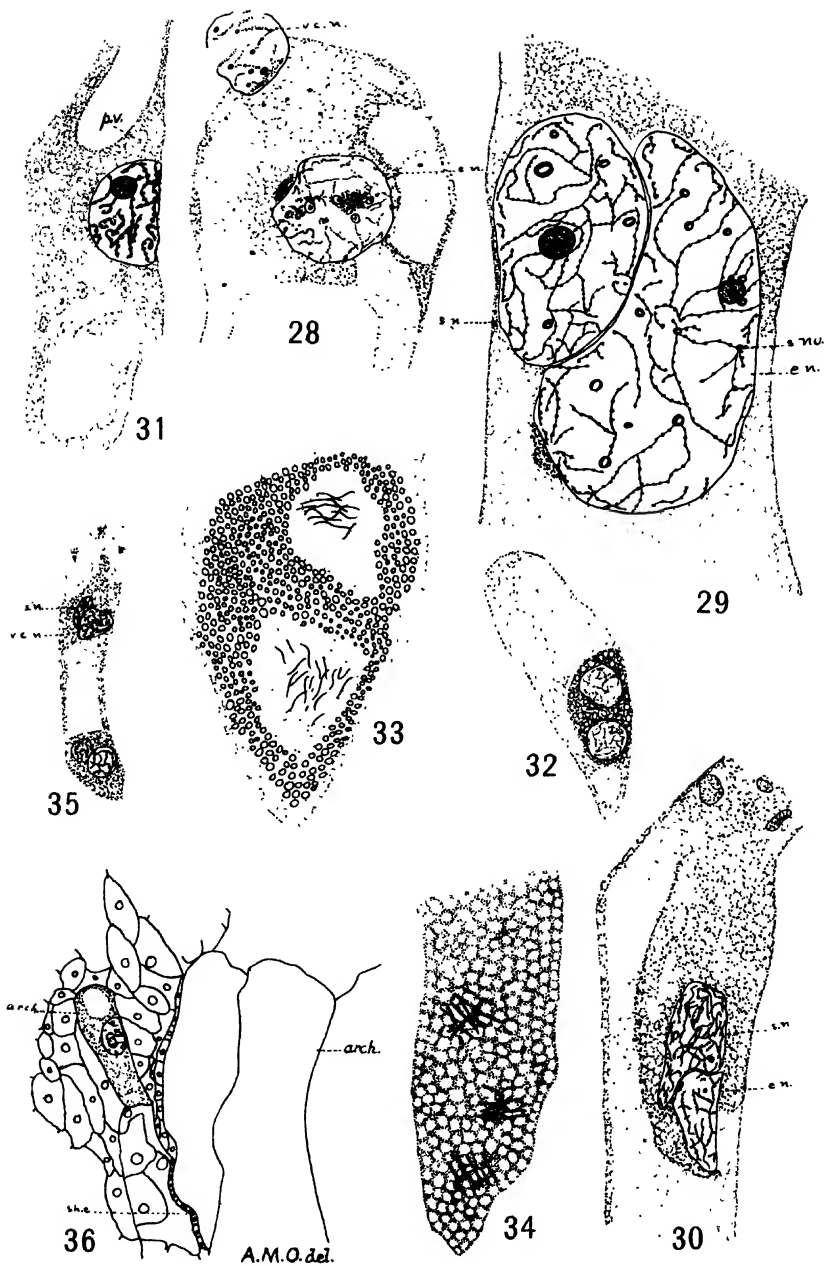 v.c.n.
p.v.
e n.
28
31
s n.
s nu.
e n.
29
s.n.
v c n.
35
33
32
arch.
arch.
s.n
e n.
sh.c
36
A.M.O. del.
34
30